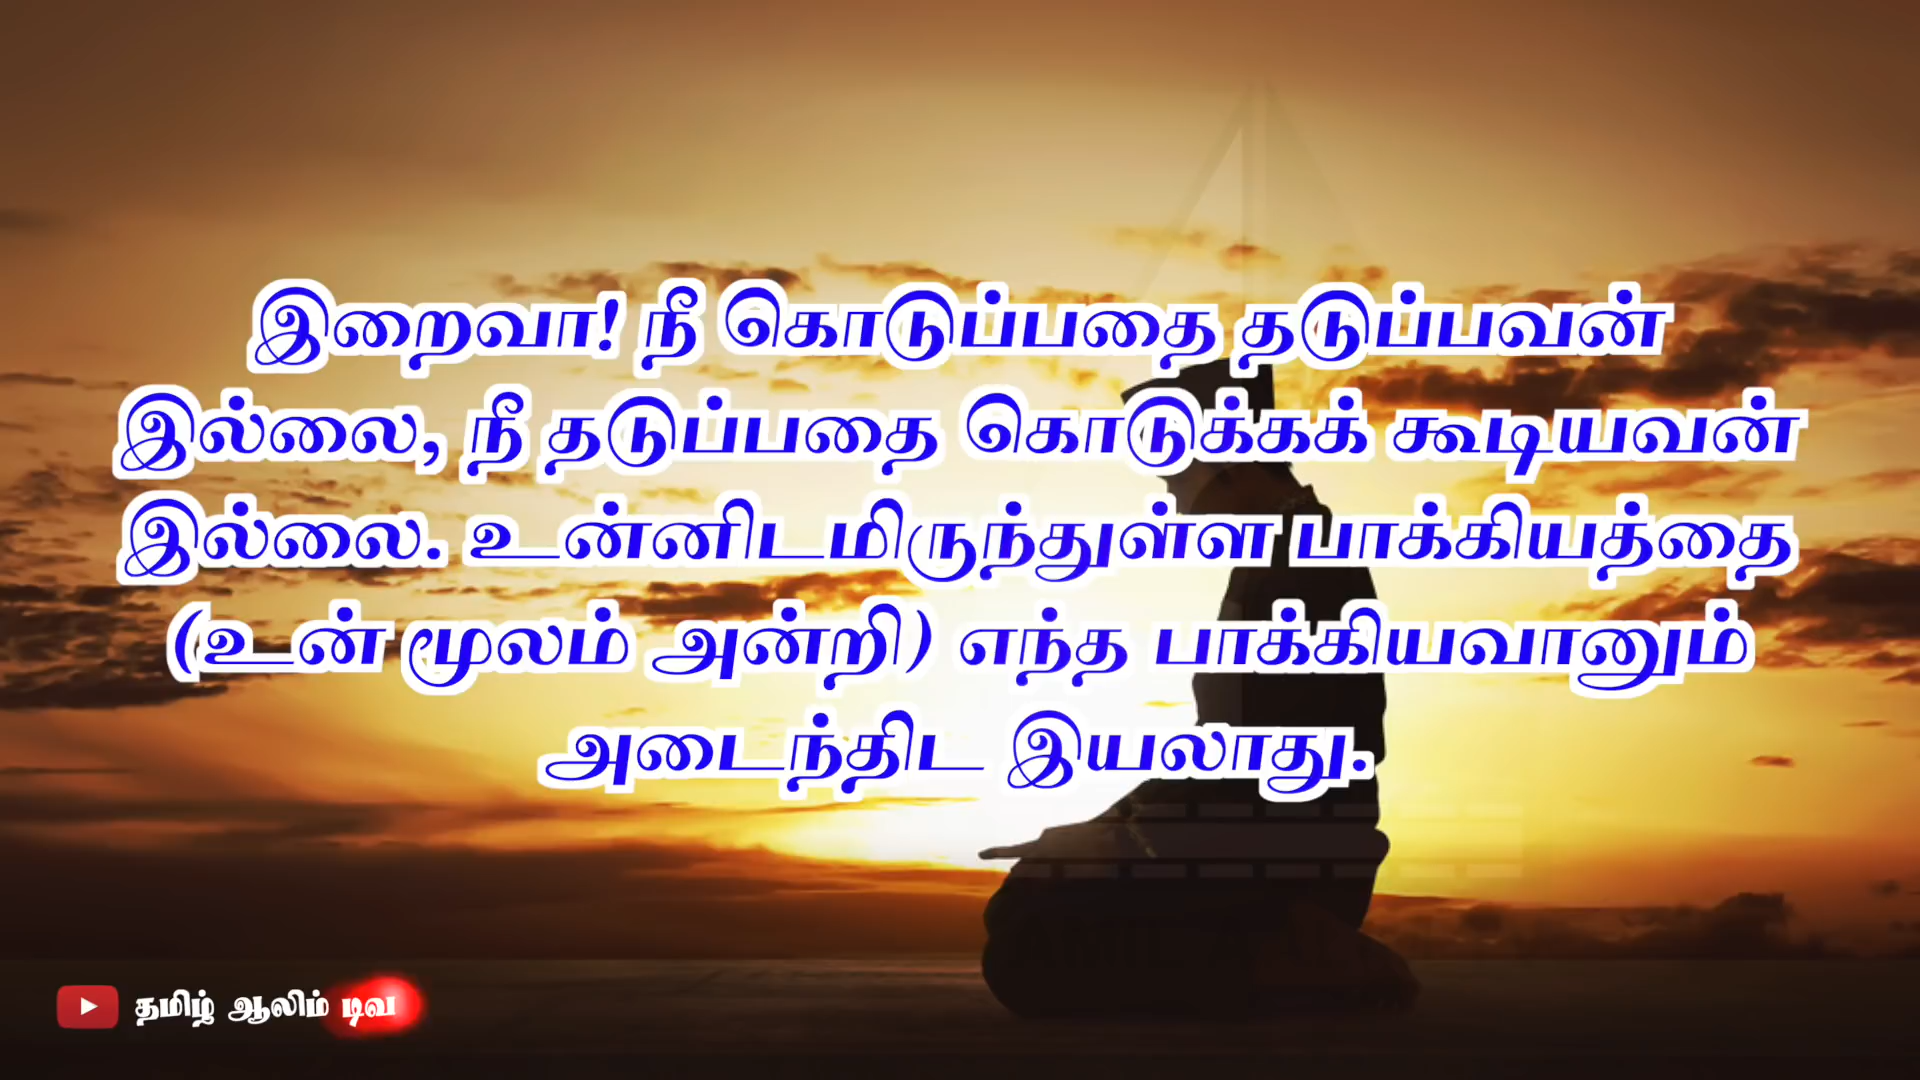 இறைவா! நீ கொடுப்பதை தடுப்பவன்
இல்லை, நீ தடுப்பதை கொடுக்கக் கூடியவன்
இல்லை. உன்னிடமிருந்துள்ள பாக்கியத்தை
(உன் மூலம் அன்றி) எந்த பாக்கியவானும்
அடைந்திட இயலாது.
தமிழ் ஆலிம் டிவ